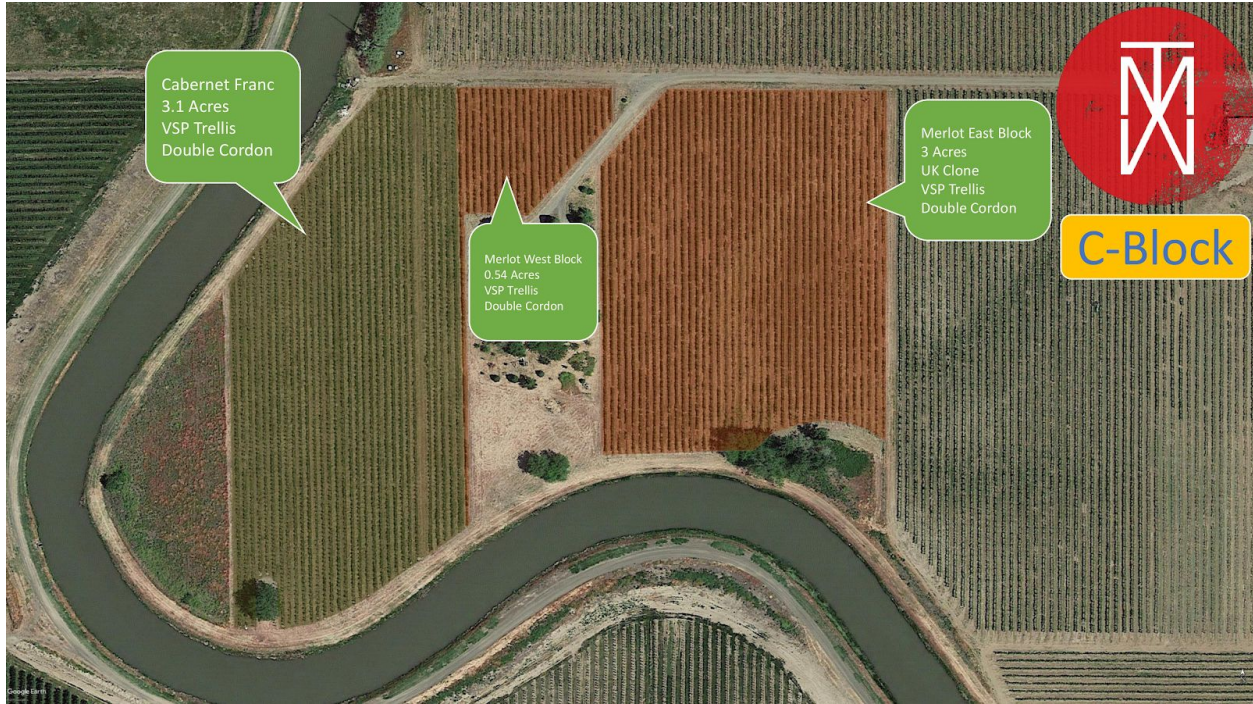 Cabernet Franc
3.1 Acres
VSP Trellis
Double Cordon
Merlot West Block
0.54 Acres
VSP Trellis
Double Cordon
Merlot East Block
3 Acres
UK Clone
VSP Trellis
Double Cordon
C-Block
Google Earth